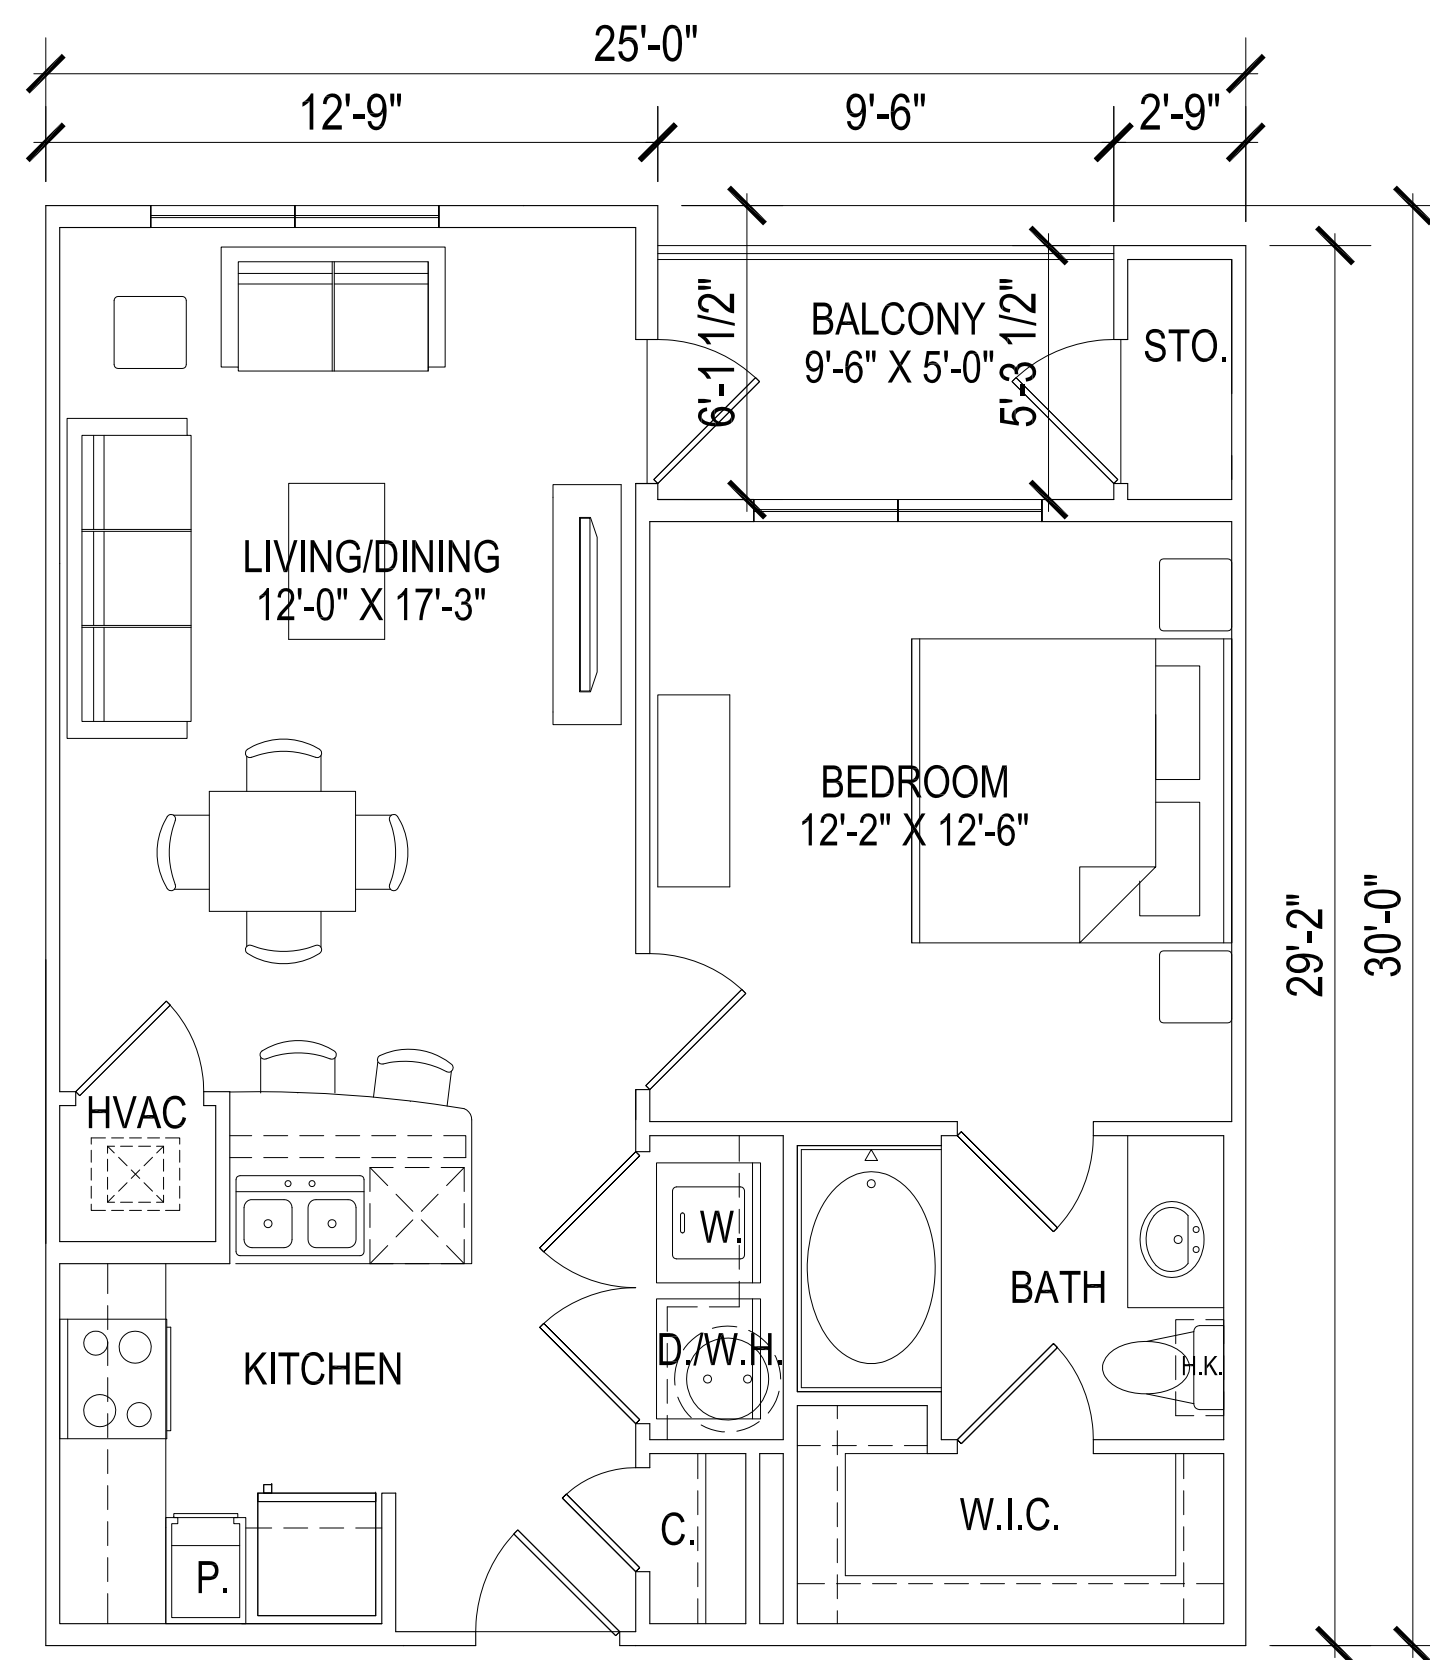 25'-0"
12'-9"
9'-6"
2'-9"
6'-1 1/2"
BALCONY
9'-6" X 5'-0"
5'-3 1/2"
STO.
LIVING/DINING
12'-0" X 17'-3"
BEDROOM
12'-2" X 12'-6"
29'-2"
30'-0"
HVAC
W.
BATH
D./W.H.
KITCHEN
H.K.
C.
W.I.C.
P.